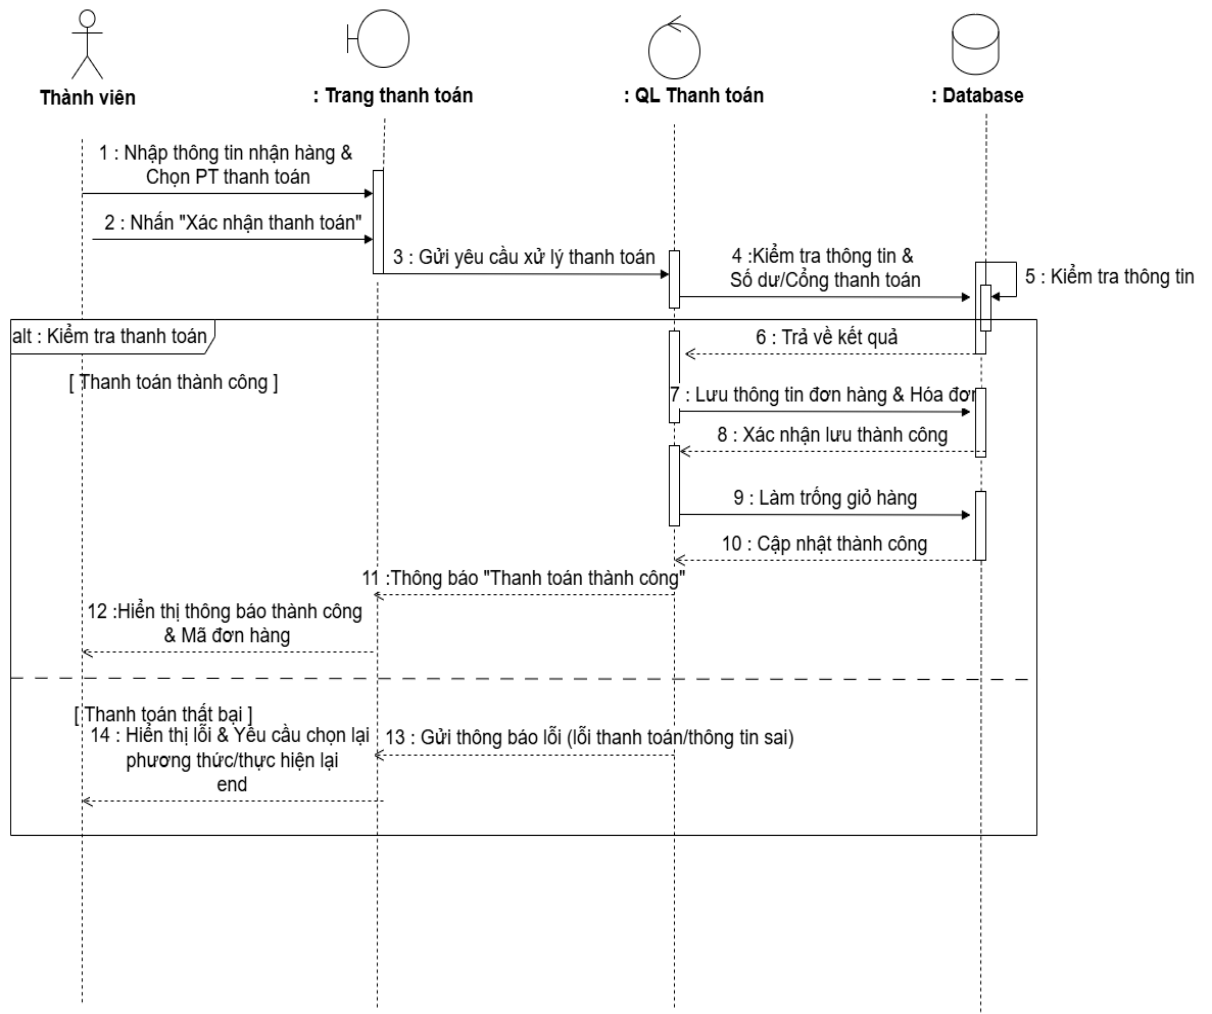 Thành viên
: Trang thanh toán
: QL Thanh toán
: Database
1 : Nhập thông tin nhận hàng &
Chọn PT thanh toán
2 : Nhấn "Xác nhận thanh toán"
3 : Gửi yêu cầu xử lý thanh toán
4 :Kiểm tra thông tin &
Số dư/Cổng thanh toán
5 : Kiểm tra thông tin
alt : Kiểm tra thanh toán
6 : Trả về kết quả
[ Thanh toán thành công ]
7 : Lưu thông tin đơn hàng & Hóa đơn
8 : Xác nhận lưu thành công
9 : Làm trống giỏ hàng
10 : Cập nhật thành công
11 :Thông báo "Thanh toán thành công"
12 :Hiển thị thông báo thành công
& Mã đơn hàng
[ Thanh toán thất bại ]
13 : Gửi thông báo lỗi (lỗi thanh toán/thông tin sai)
14 : Hiển thị lỗi & Yêu cầu chọn lại
phương thức/thực hiện lại
end